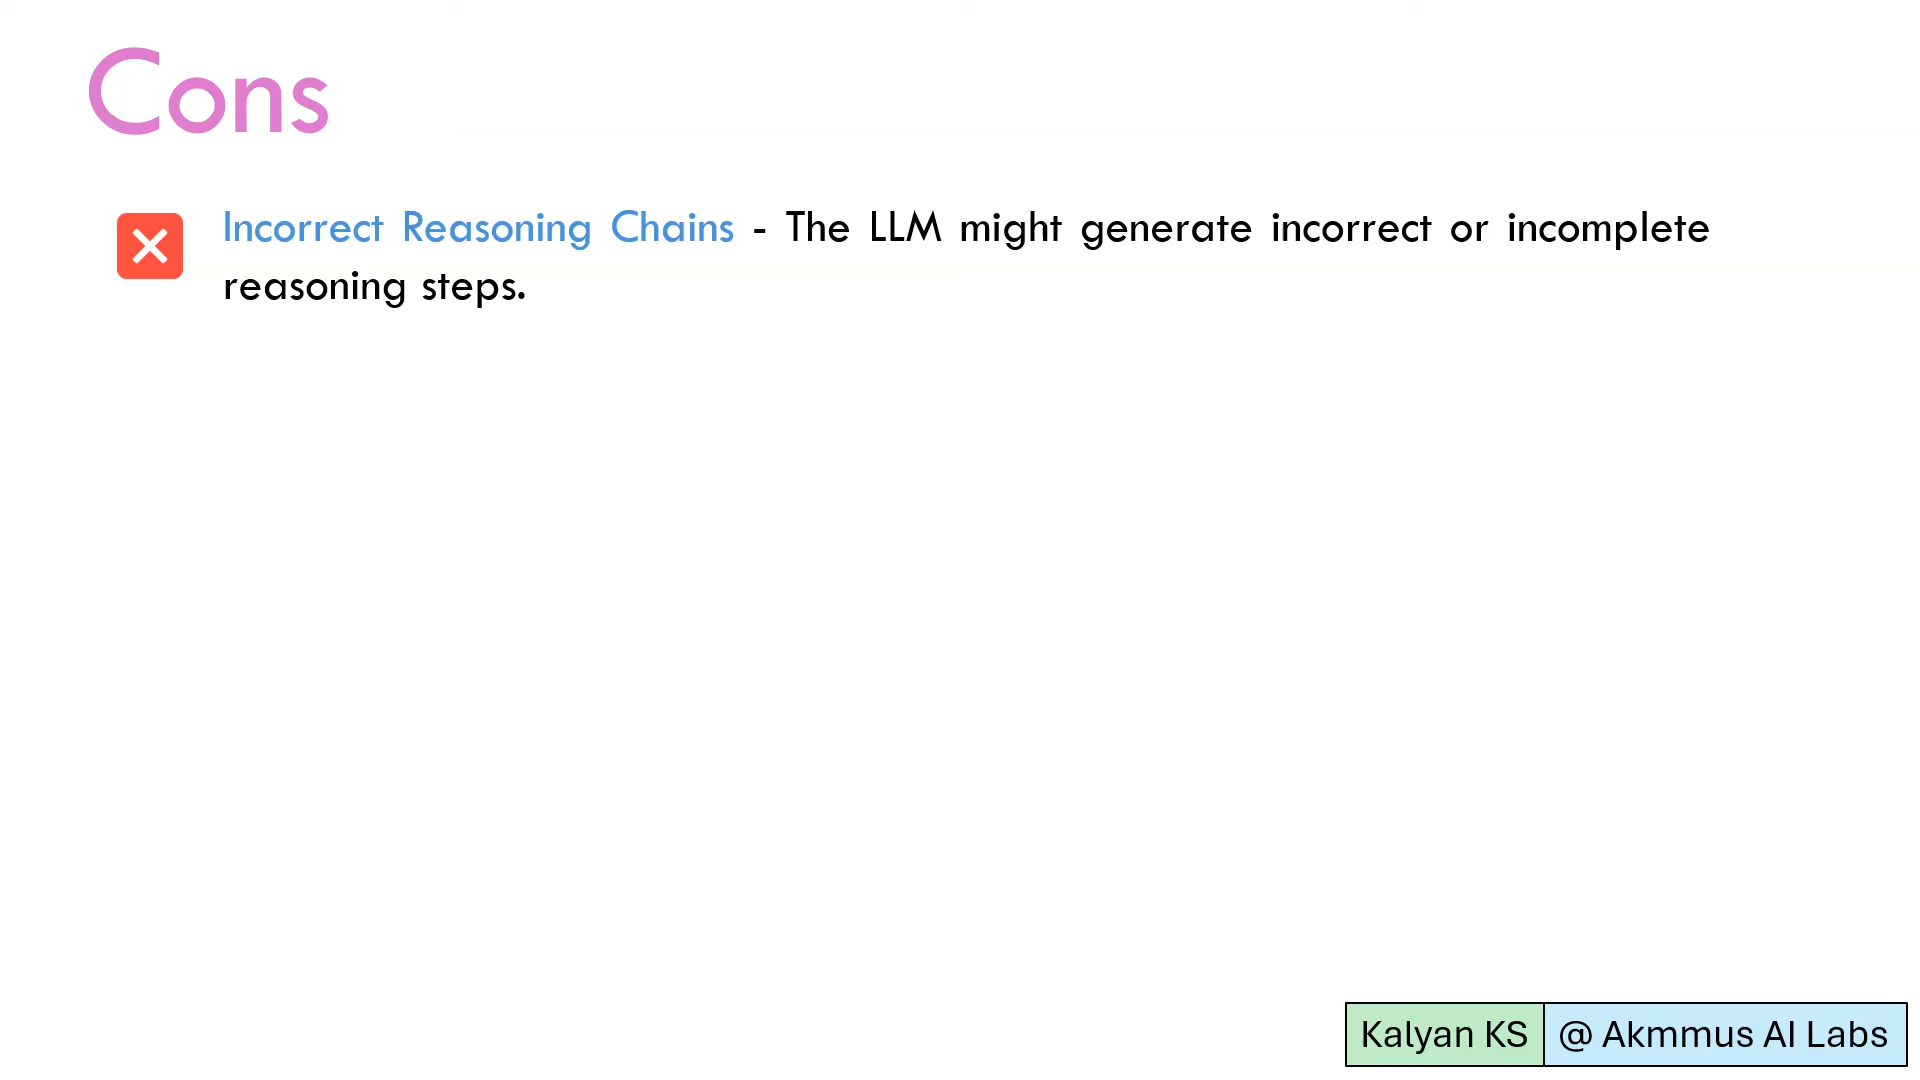 Cons
Incorrect Reasoning Chains - The LLM might generate incorrect or incomplete
reasoning steps.
Kalyan KS @ Akmmus AI Labs